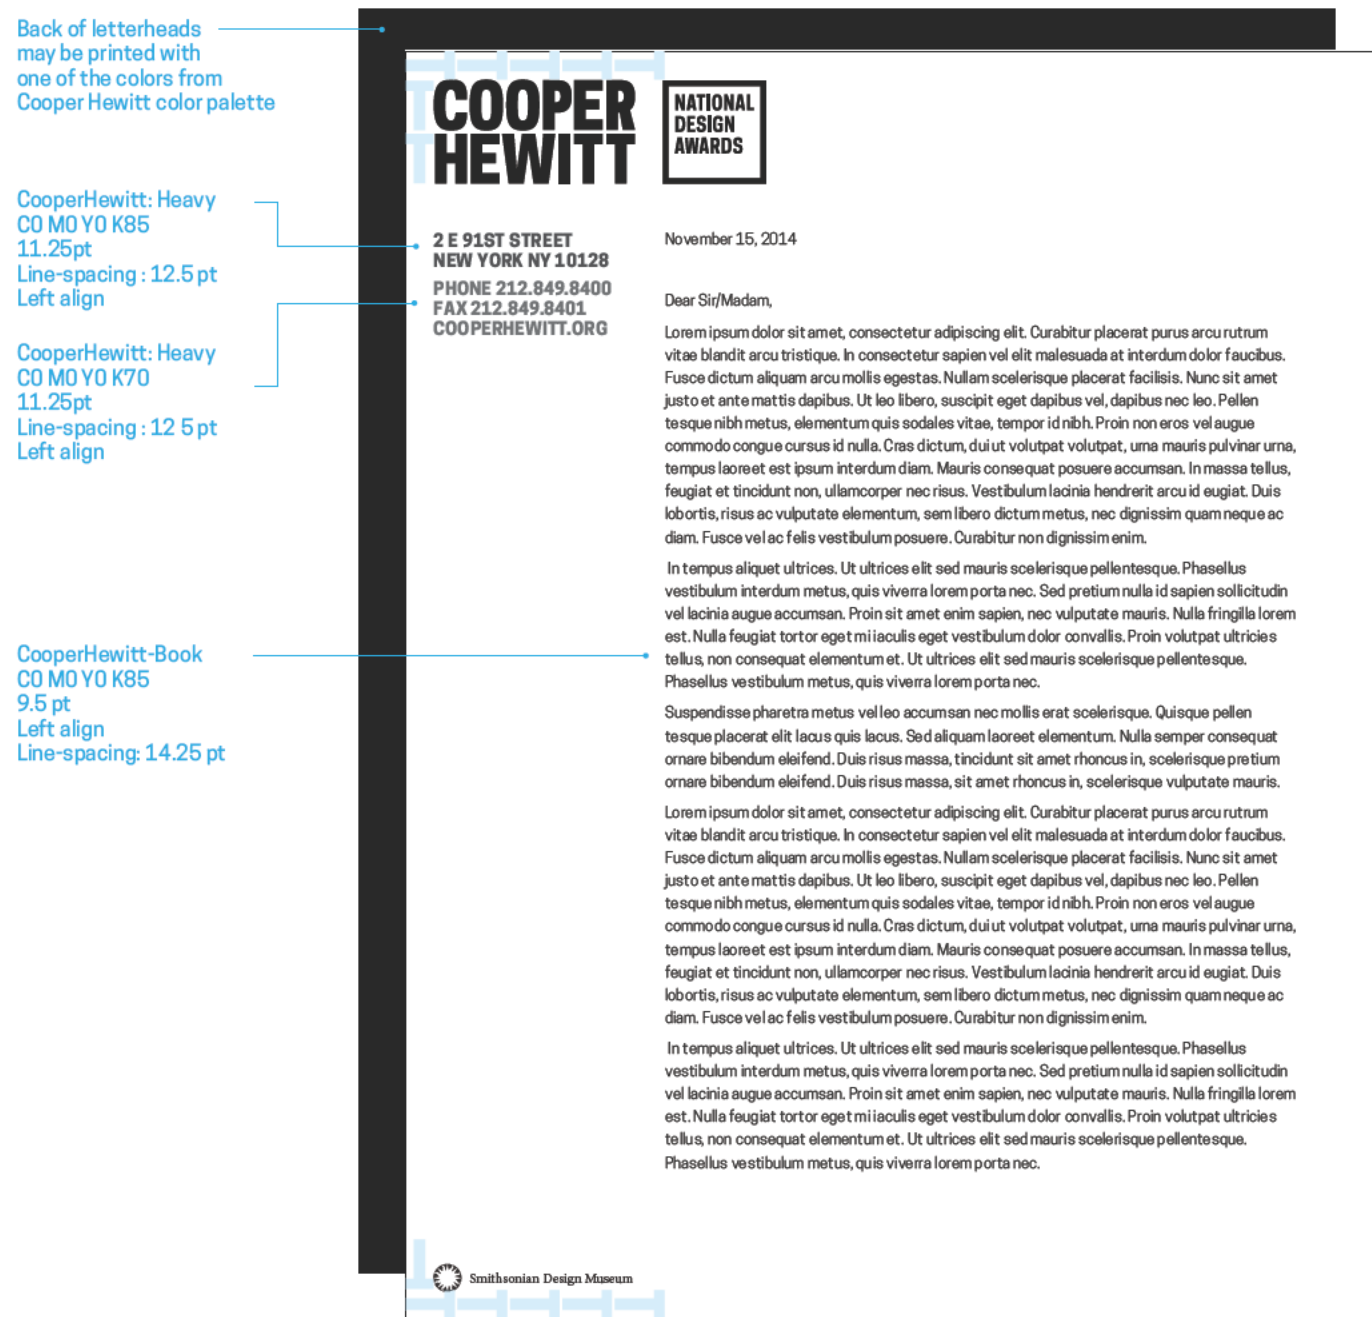 Back of letterheads
may be printed with
one of the colors from
Cooper Hewitt color palette
CooperHewitt: Heavy
C0 M0 Y0 K85
11.25pt
Line-spacing : 12.5 pt
Left align
CooperHewitt: Heavy
C0 M0 Y0 K70
11.25pt
Line-spacing : 12 5 pt
Left align
CooperHewitt-Book
C0 M0 Y0 K85
9.5 pt
Left align
Line-spacing: 14.25 pt
COOPER
HEWITT
NATIONAL
DESIGN
AWARDS
2 E 91ST STREET
NEW YORK NY 10128
PHONE 212.849.8400
FAX 212.849.8401
COOPERHEWITT.ORG
November 15, 2014
Dear Sir/Madam,
Lorem ipsum dolor sit amet, consectetur adipiscing elit. Curabitur placerat purus arcu rutrum
vitae blandit arcu tristique. In consectetur sapien vel elit malesuada at interdum dolor faucibus.
Fusce dictum aliquam arcu mollis egestas. Nullam scelerisque placerat facilisis. Nunc sit amet
justo et ante mattis dapibus. Ut leo libero, suscipit eget dapibus vel, dapibus nec leo. Pellen
tesque nibh metus, elementum quis sodales vitae, tempor id nibh. Proin non eros vel augue
commodo congue cursus id nulla. Cras dictum, dui ut volutpat volutpat, urna mauris pulvinar urna,
tempus laoreet est ipsum interdum diam. Mauris consequat posuere accumsan. In massa tellus,
feugiat et tincidunt non, ullamcorper nec risus. Vestibulum lacinia hendrerit arcu id eugiat. Duis
lobortis, risus ac vulputate elementum, sem libero dictum metus, nec dignissim quam neque ac
diam. Fusce vel ac felis vestibulum posuere. Curabitur non dignissim enim.
In tempus aliquet ultrices. Ut ultrices elit sed mauris scelerisque pellentesque. Phasellus
vestibulum interdum metus, quis viverra lorem porta nec. Sed pretium nulla id sapien sollicitudin
vel lacinia augue accumsan. Proin sit amet enim sapien, nec vulputate mauris. Nulla fringilla lorem
est. Nulla feugiat tortor eget mi iaculis eget vestibulum dolor convallis. Proin volutpat ultricies
tellus, non consequat elementum et. Ut ultrices elit sed mauris scelerisque pellentesque.
Phasellus vestibulum metus, quis viverra lorem porta nec.
Suspendisse pharetra metus vel leo accumsan nec mollis erat scelerisque. Quisque pellen
tesque placerat elit lacus quis lacus. Sed aliquam laoreet elementum. Nulla semper consequat
ornare bibendum eleifend. Duis risus massa, tincidunt sit amet rhoncus in, scelerisque pretium
ornare bibendum eleifend. Duis risus massa, sit amet rhoncus in, scelerisque vulputate mauris.
Lorem ipsum dolor sit amet, consectetur adipiscing elit. Curabitur placerat purus arcu rutrum
vitae blandit arcu tristique. In consectetur sapien vel elit malesuada at interdum dolor faucibus.
Fusce dictum aliquam arcu mollis egestas. Nullam scelerisque placerat facilisis. Nunc sit amet
justo et ante mattis dapibus. Ut leo libero, suscipit eget dapibus vel, dapibus nec leo. Pellen
tesque nibh metus, elementum quis sodales vitae, tempor id nibh. Proin non eros vel augue
commodo congue cursus id nulla. Cras dictum, dui ut volutpat volutpat, urna mauris pulvinar urna,
tempus laoreet est ipsum interdum diam. Mauris consequat posuere accumsan. In massa tellus,
feugiat et tincidunt non, ullamcorper nec risus. Vestibulum lacinia hendrerit arcu id eugiat. Duis
lobortis, risus ac vulputate elementum, sem libero dictum metus, nec dignissim quam neque ac
diam. Fusce vel ac felis vestibulum posuere. Curabitur non dignissim enim.
In tempus aliquet ultrices. Ut ultrices elit sed mauris scelerisque pellentesque. Phasellus
vestibulum interdum metus, quis viverra lorem porta nec. Sed pretium nulla id sapien sollicitudin
vel lacinia augue accumsan. Proin sit amet enim sapien, nec vulputate mauris. Nulla fringilla lorem
est. Nulla feugiat tortor eget mi iaculis eget vestibulum dolor convallis. Proin volutpat ultricies
tellus, non consequat elementum et. Ut ultrices elit sed mauris scelerisque pellentesque.
Phasellus vestibulum metus, quis viverra lorem porta nec.
Smithsonian Design Museum